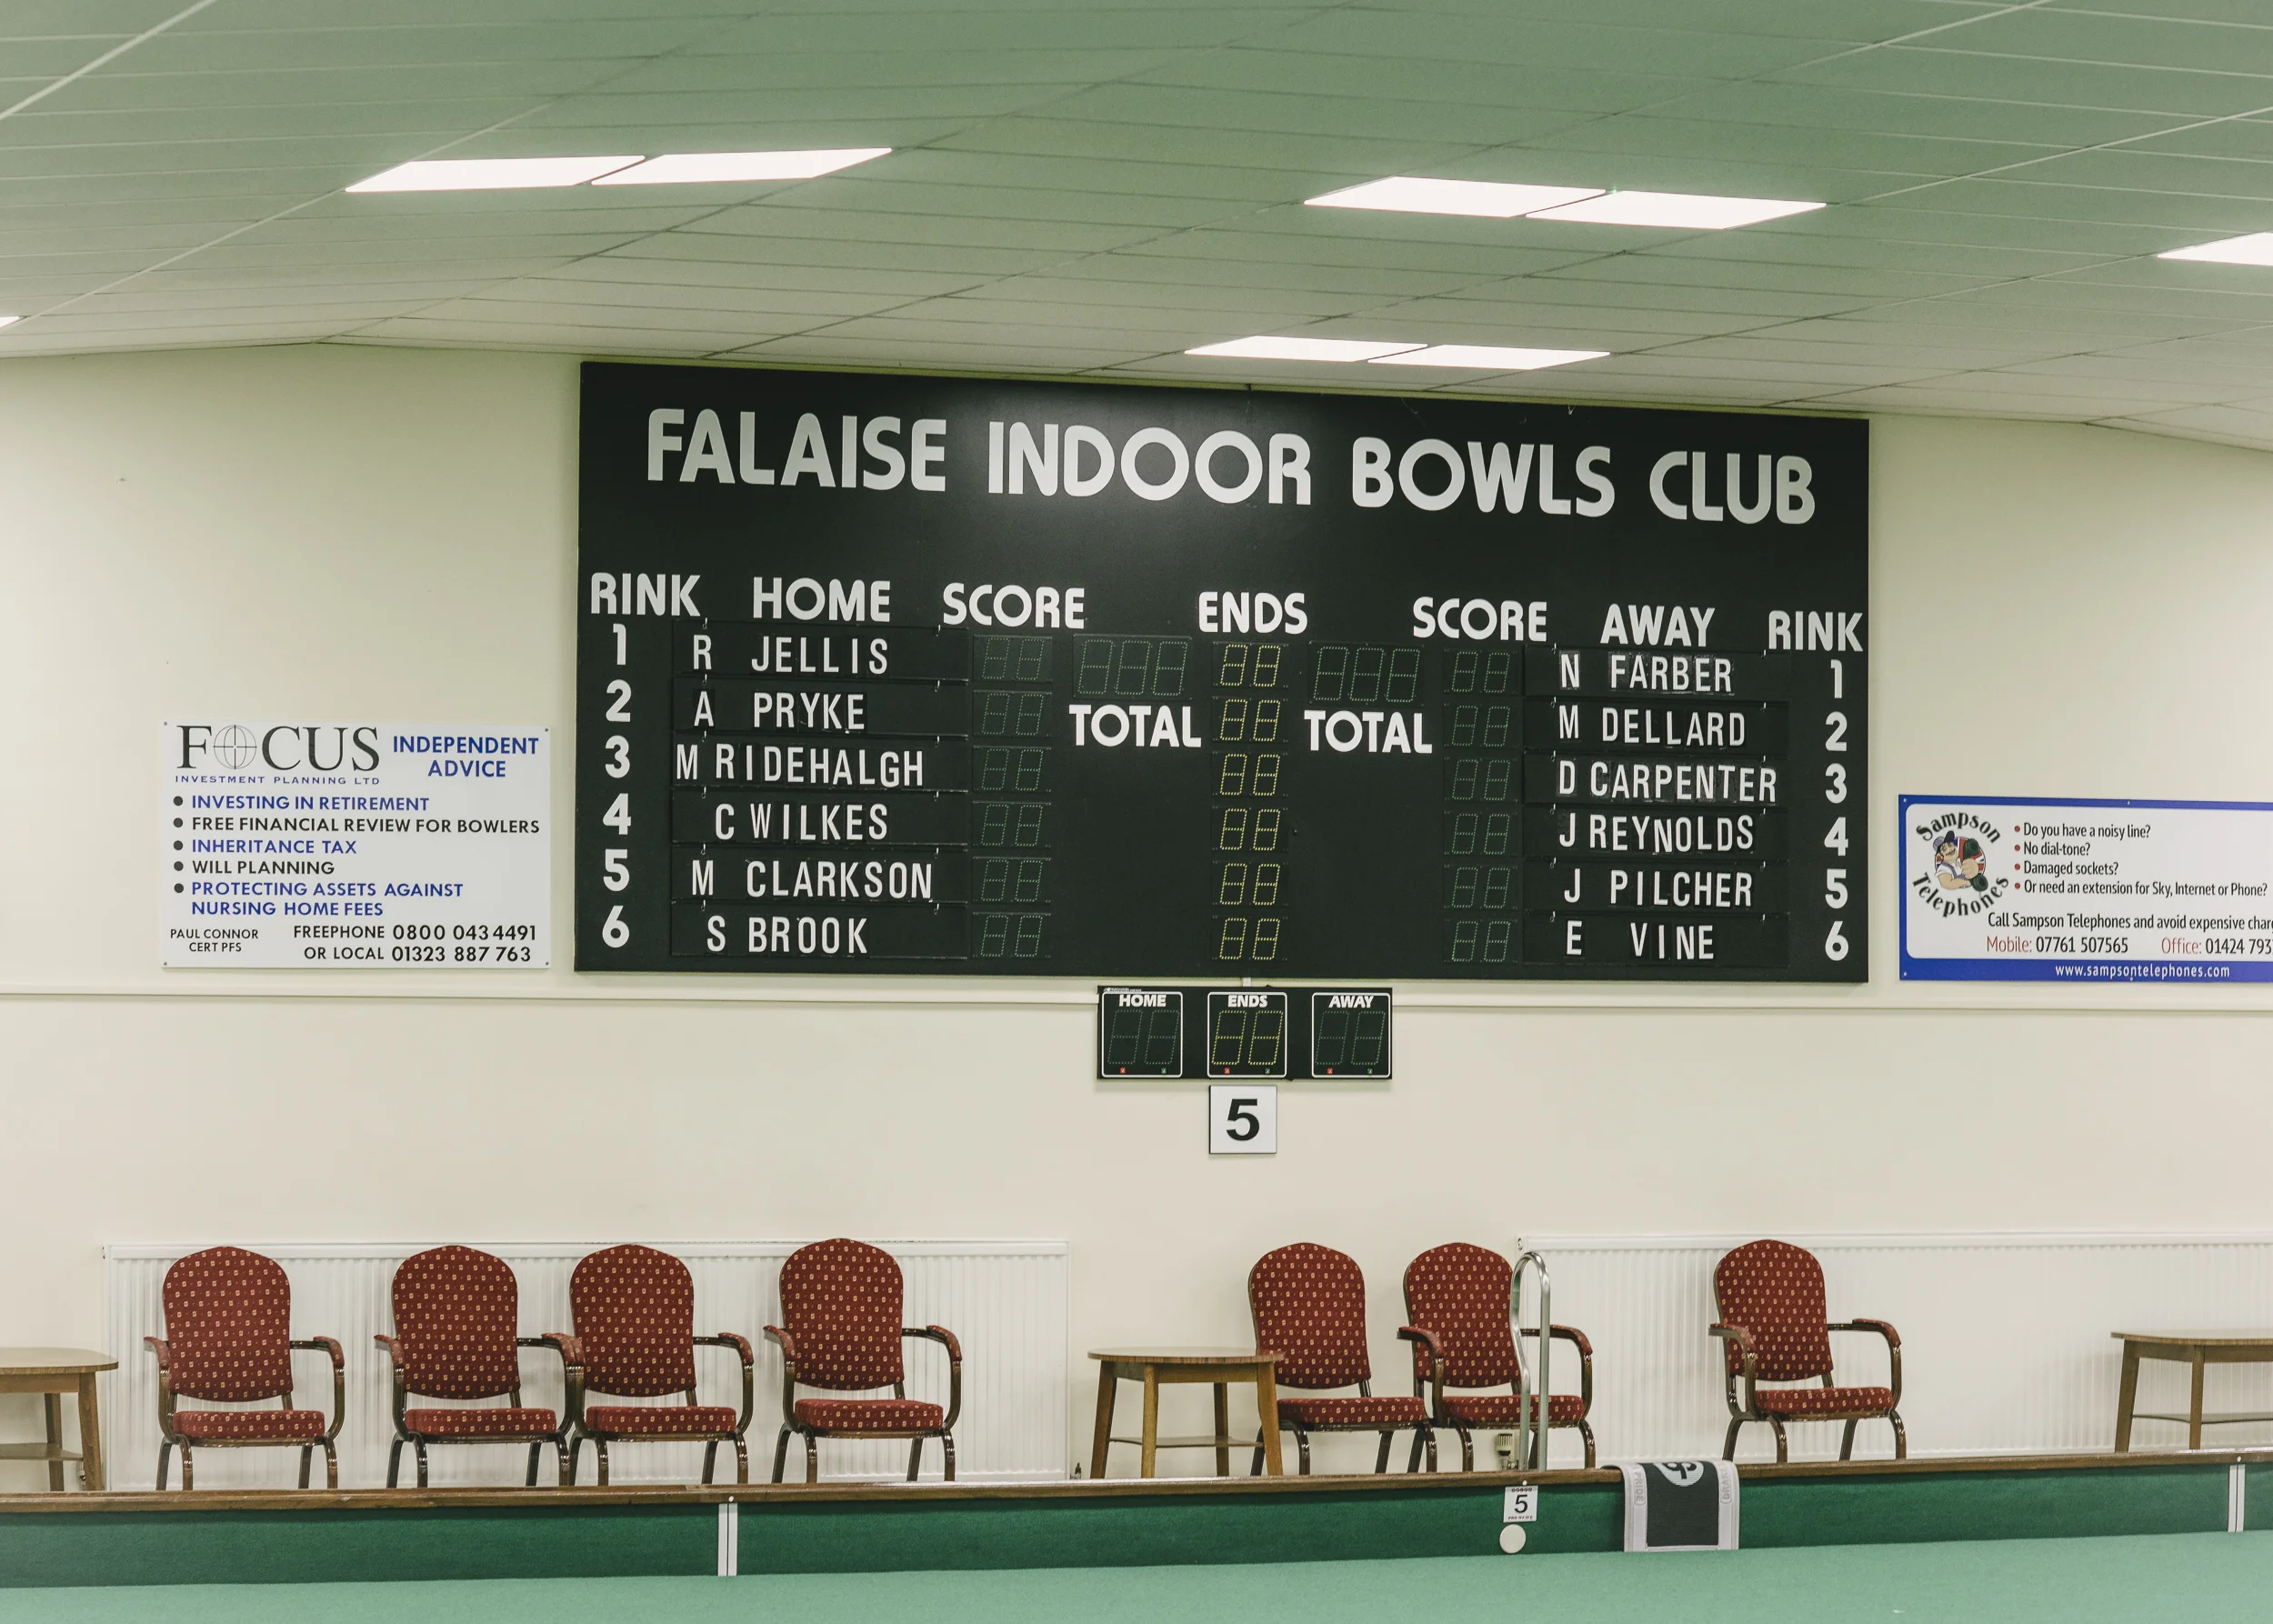 FALAISE INDOOR BOWLS CLUB
RINK HOME SCORE ENDS SCORE AWAY RINK
1 R JELLIS N FARBER 1
2 A PRYKE TOTAL TOTAL M DELLARD 2
3 M RIDEHALGH D CARPENTER 3
4 C WILKES J REYNOLDS 4
5 M CLARKSON J PILCHER 5
6 S BROOK E VINE 6
FOCUS
INVESTMENT PLANNING LTD
INDEPENDENT
ADVICE
• INVESTING IN RETIREMENT
• FREE FINANCIAL REVIEW FOR BOWLERS
• INHERITANCE TAX
• WILL PLANNING
• PROTECTING ASSETS AGAINST
NURSING HOME FEES
PAUL CONNOR
CERT PFS
FREEPHONE 0800 043 4491
OR LOCAL 01323 887 763
Sampson
Telephones
• Do you have a noisy line?
• No dial-tone?
• Damaged sockets?
• Or need an extension for Sky, Internet or Phone?
Call Sampson Telephones and avoid expensive
Mobile: 07761 507565 Office: 01424 793
www.sampsontelephones.com
HOME ENDS AWAY
5
5